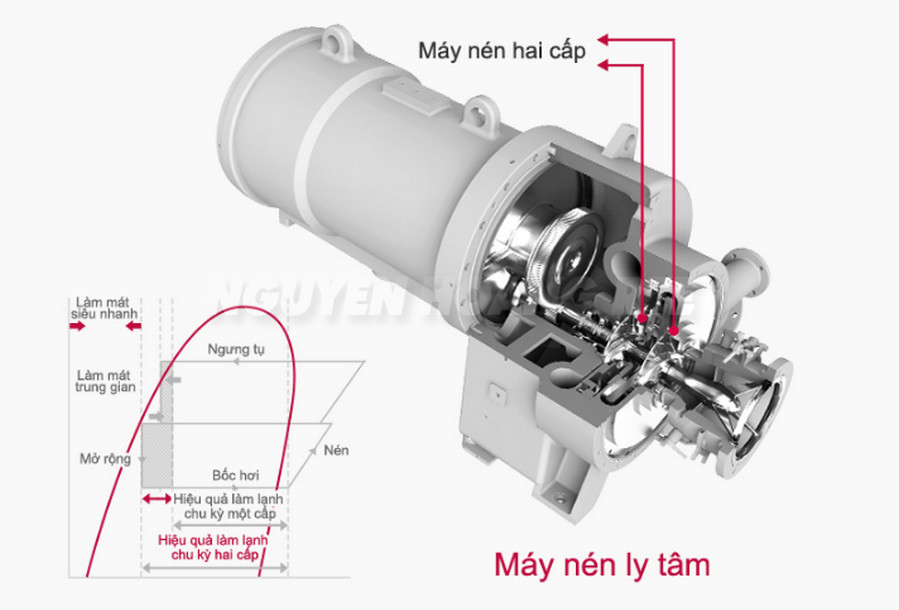 Máy nén hai cấp
NGUYEN HOANG
Làm mát
siêu nhanh
Ngưng tụ
Làm mát
trung gian
Mở rộng
Nén
Bốc hơi
Hiệu quả làm lạnh
chu kỳ một cấp
Hiệu quả làm lạnh
chu kỳ hai cấp
Máy nén ly tâm